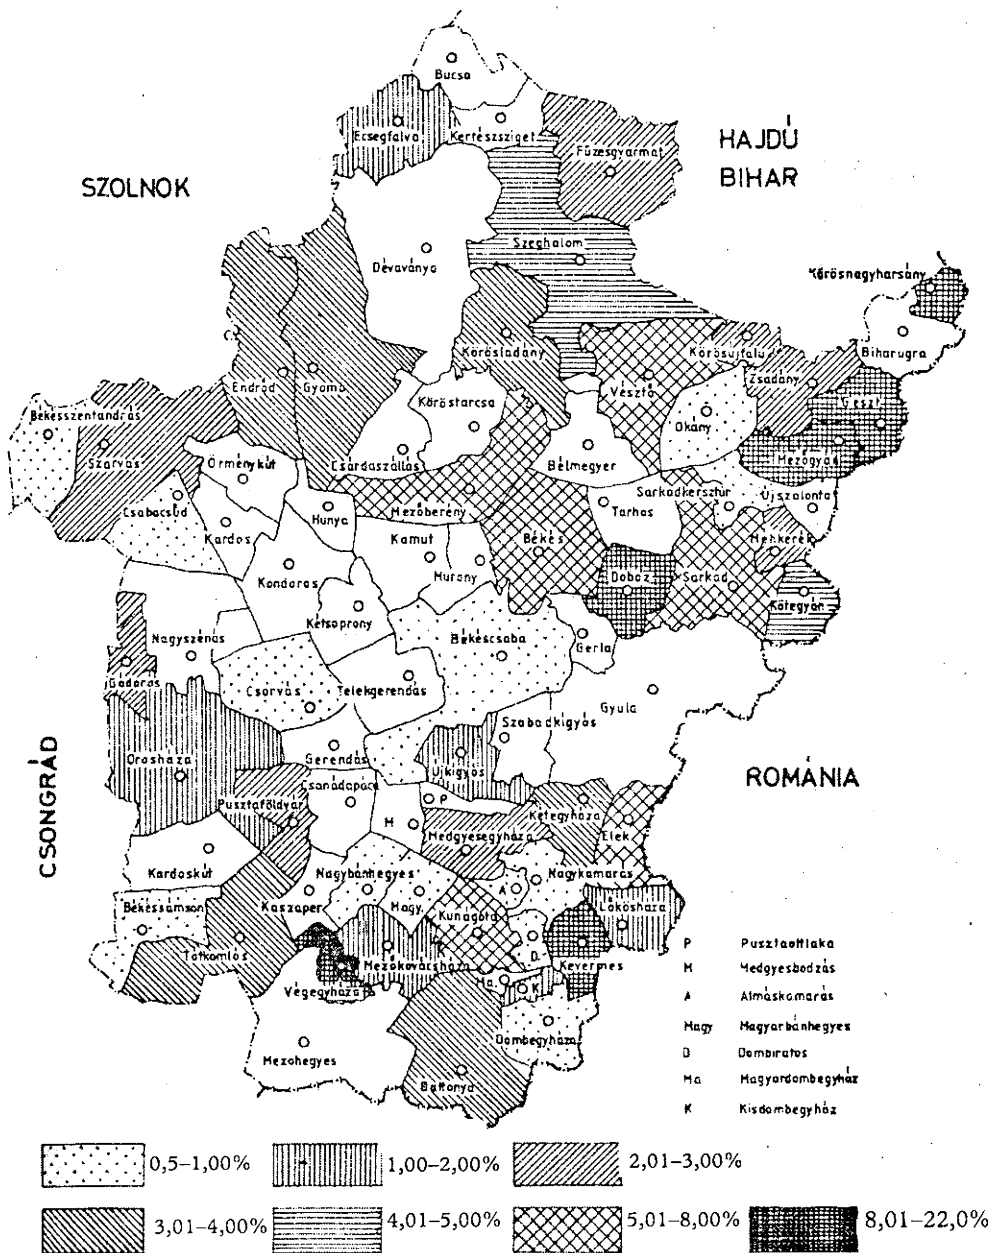 Bucsa
Ecsegfalva
Kertészsziget
Füzesgyarmat
HAJDÚ
BIHAR
SZOLNOK
Szeghalom
Dévaványa
Körösnagyharsány
Biharugra
Körösladány
Körösújfalu
Zsadány
Endrőd
Gyoma
Vésztő
Geszt
Békésszentandrás
Köröstarcsa
Okány
Szarvas
Csárdaszállás
Bélmegyer
Mezőgyán
Örménykút
Sarkadkeresztúr
Újszalonta
Csabacsűd
Hunya
Mezőberény
Tarhos
Kardos
Kamut
Békés
Méhkerék
Kondoros
Murony
Doboz
Sarkad
Kötegyán
Kétsoprony
Nagyszénás
Békéscsaba
Gerla
Gádoros
Csorvás
Telekgerendás
Gyula
Szabadkígyós
Orosháza
Gerendás
Újkígyós
CSONGRÁD
ROMÁNIA
Csanádapáca
P
Pusztaföldvár
Kétegyháza
M
Medgyesegyháza
Elek
Kardoskút
Nagybánhegyes
Nagykamarás
A
Békéssámson
Kaszaper
Magy.
Kunágota
Lőkösháza
Tótkomlós
D.
Mezőkovácsháza
Kevermes
Végegyháza
Ma.
K
Dombegyháza
Mezőhegyes
Battonya
P Pusztaottlaka
M Medgyesbodzás
A Almáskamarás
Magy Magyarbánhegyes
D Dombiratos
Ma Magyardombegyház
K Kisdombegyház
0,5–1,00%
1,00–2,00%
2,01–3,00%
3,01–4,00%
4,01–5,00%
5,01–8,00%
8,01–22,0%